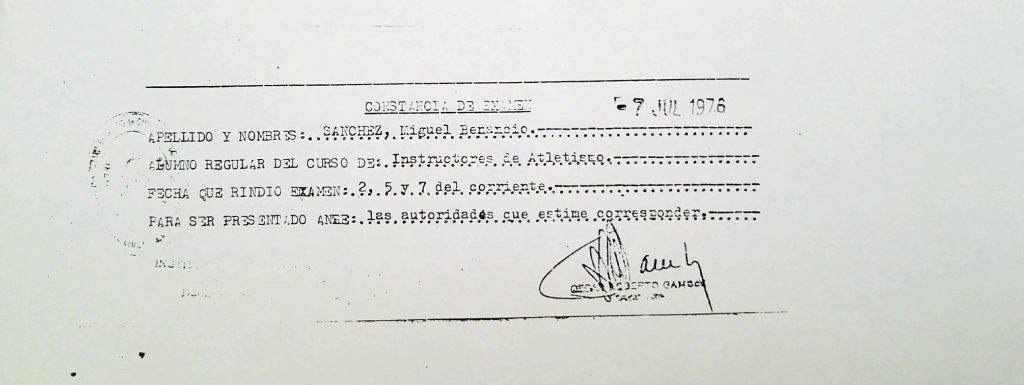 CONSTANCIA DE EXAMEN
7 JUL 1976
APELLIDO Y NOMBRES: SANCHEZ, Miguel Benancio.
ALUMNO REGULAR DEL CURSO DE: Instructores de Atletismo.
FECHA QUE RINDIO EXAMEN: 2, 5 y 7 del corriente.
PARA SER PRESENTADO ANTE: las autoridades que estime corresponder.